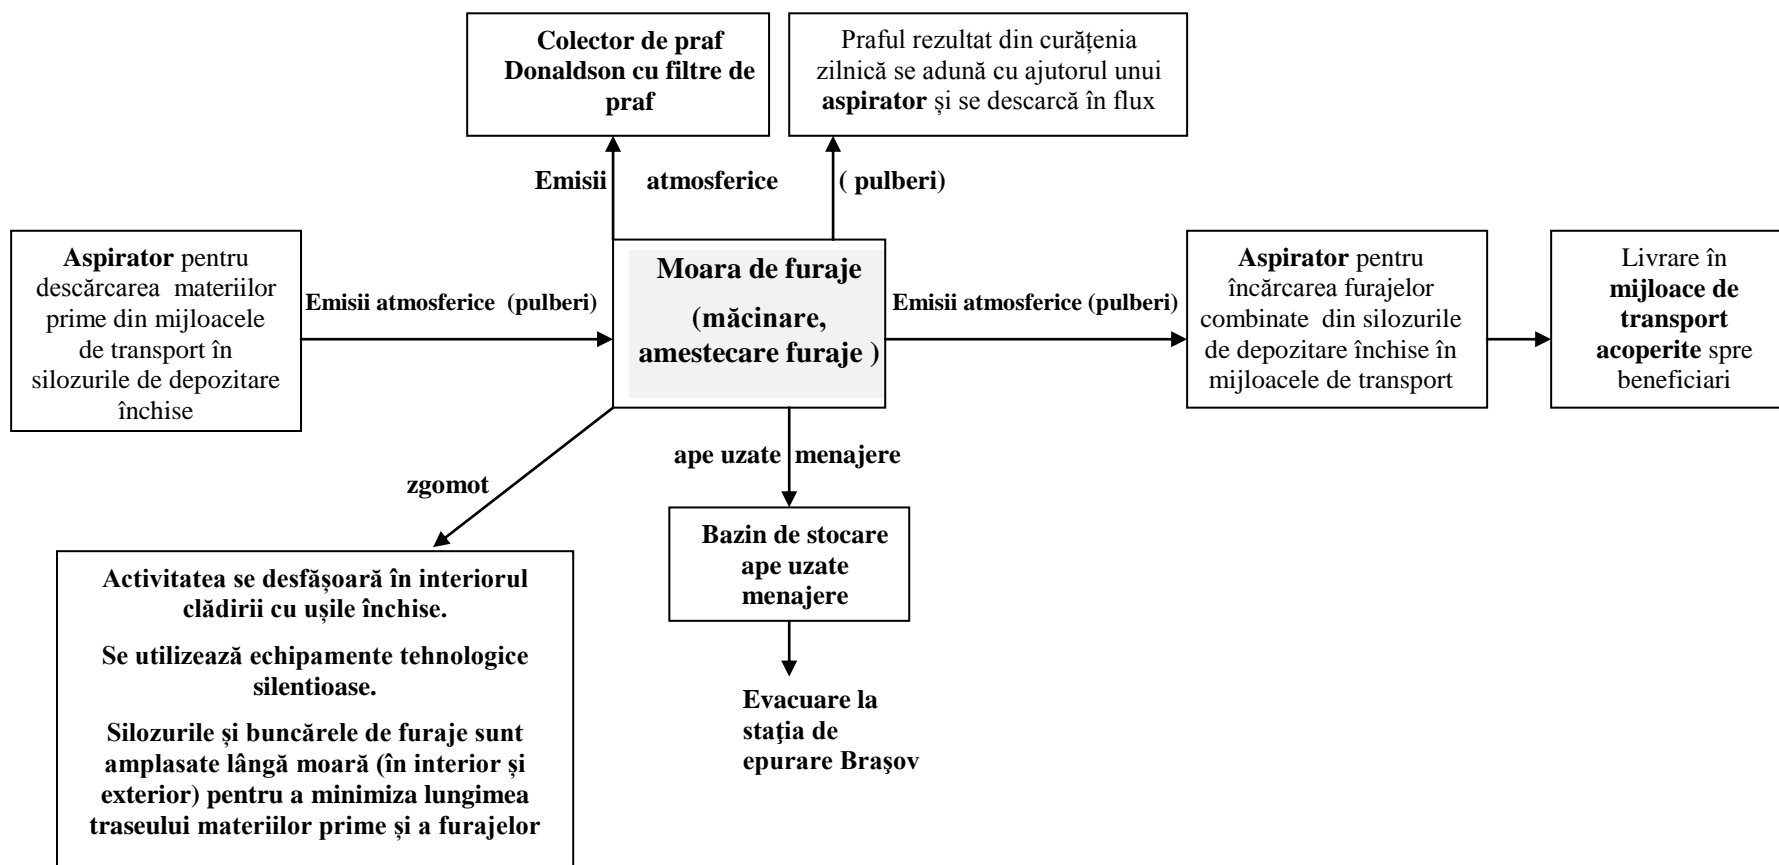 Colector de praf
Donaldson cu filtre de
praf
Praful rezultat din curățenia
zilnică se adună cu ajutorul unui
aspirator și se descarcă în flux
Emisii atmosferice ( pulberi)
Aspirator pentru
descărcarea materiilor
prime din mijloacele
de transport în
silozurile de depozitare
închise
Emisii atmosferice (pulberi)
Moara de furaje
(măcinare,
amestecare furaje )
Emisii atmosferice (pulberi)
Aspirator pentru
încărcarea furajelor
combinate din silozurile
de depozitare închise în
mijloacele de transport
Livrare în
mijloace de
transport
acoperite spre
beneficiari
zgomot
ape uzate menajere
Activitatea se desfășoară în interiorul
clădirii cu ușile închise.
Se utilizează echipamente tehnologice
silentioase.
Silozurile și buncărele de furaje sunt
amplasate lângă moară (în interior și
exterior) pentru a minimiza lungimea
traseului materiilor prime și a furajelor
Bazin de stocare
ape uzate
menajere
Evacuare la
staţia de
epurare Braşov